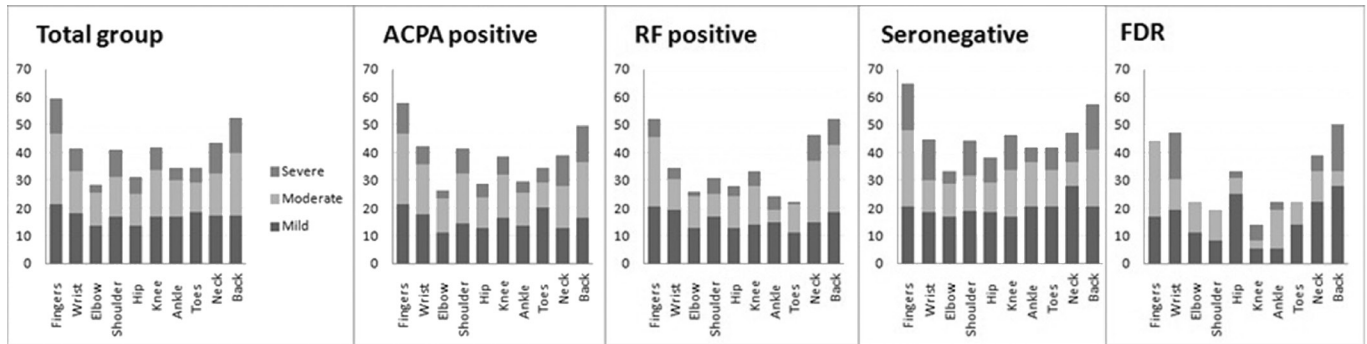 Total group
70
60
50
40
30
20
10
0
Fingers
Wrist
Elbow
Shoulder
Hip
Knee
Ankle
Toes
Neck
Back
Severe
Moderate
Mild
ACPA positive
70
60
50
40
30
20
10
0
Fingers
Wrist
Elbow
Shoulder
Hip
Knee
Ankle
Toes
Neck
Back
RF positive
70
60
50
40
30
20
10
0
Fingers
Wrist
Elbow
Shoulder
Hip
Knee
Ankle
Toes
Neck
Back
Seronegative
70
60
50
40
30
20
10
0
Fingers
Wrist
Elbow
Shoulder
Hip
Knee
Ankle
Toes
Neck
Back
FDR
70
60
50
40
30
20
10
0
Fingers
Wrist
Elbow
Shoulder
Hip
Knee
Ankle
Toes
Neck
Back